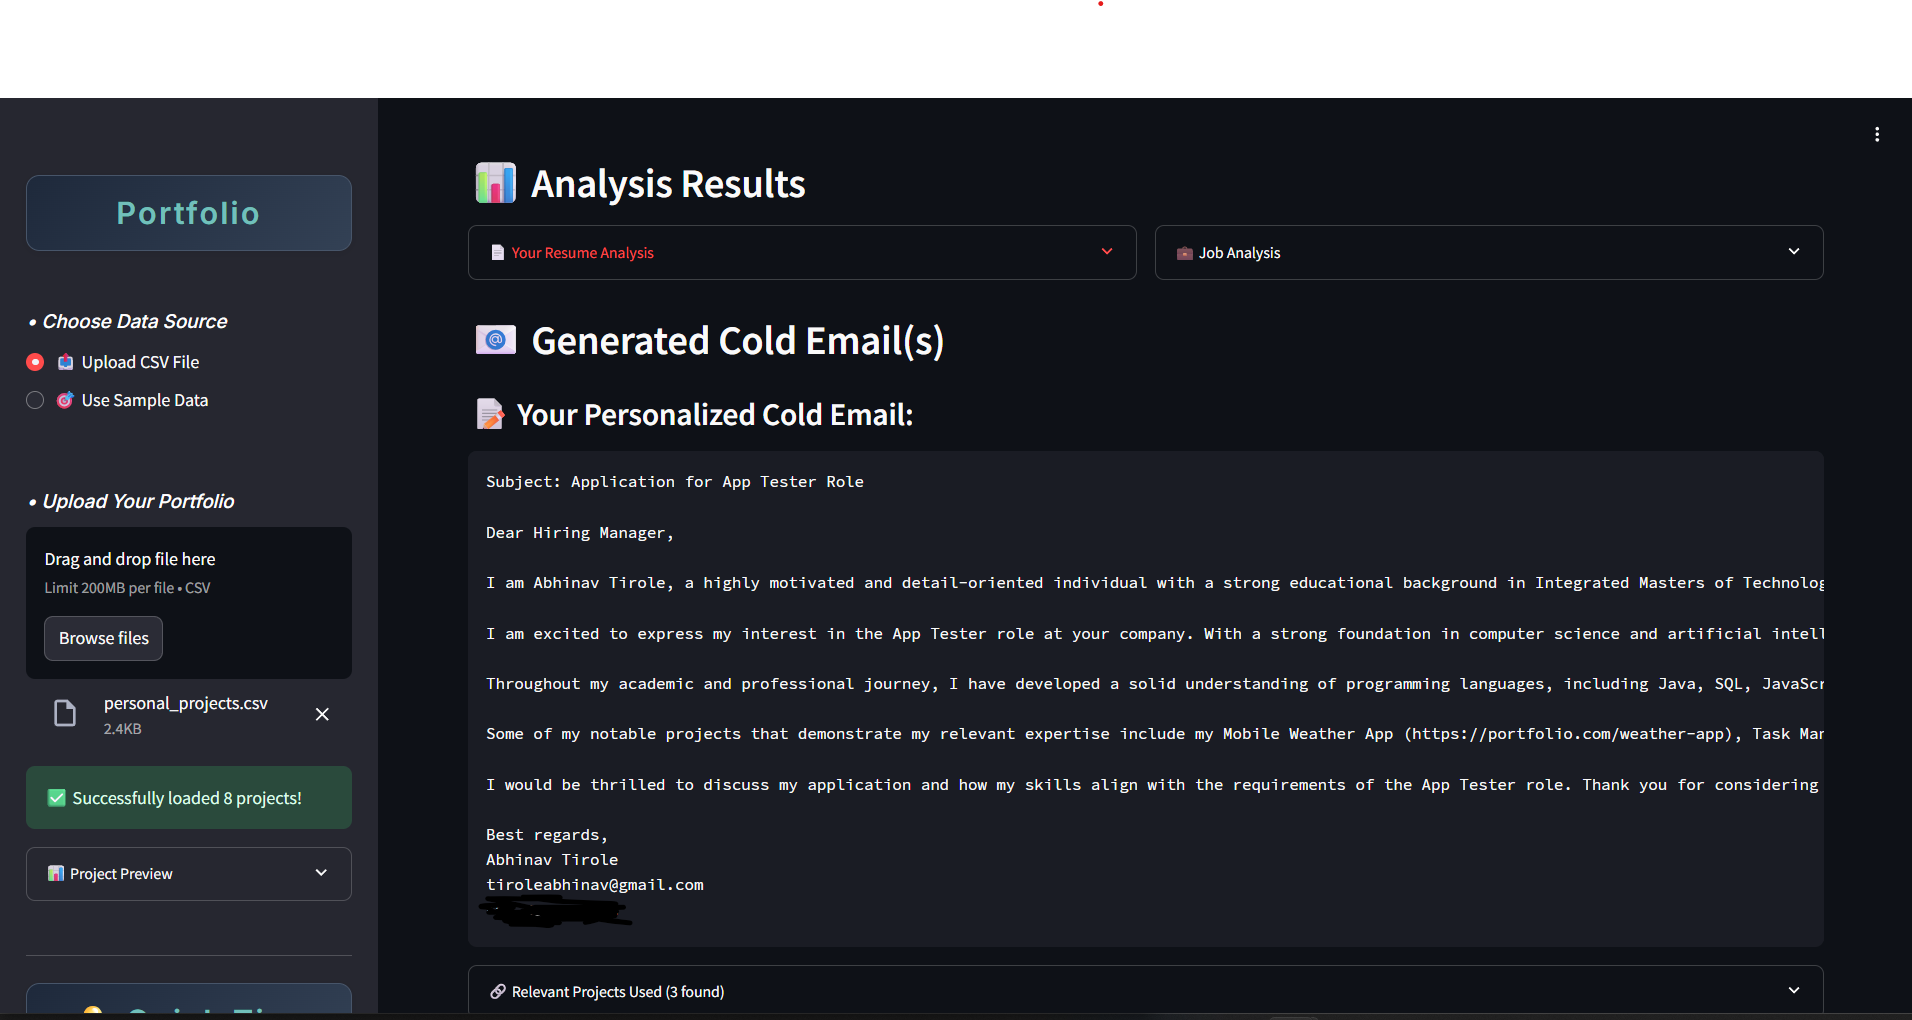 Portfolio
• Choose Data Source
Upload CSV File
Use Sample Data
• Upload Your Portfolio
Drag and drop file here
Limit 200MB per file • CSV
Browse files
personal_projects.csv
2.4KB
Successfully loaded 8 projects!
Project Preview
Analysis Results
Your Resume Analysis
Job Analysis
Generated Cold Email(s)
Your Personalized Cold Email:
Subject: Application for App Tester Role
Dear Hiring Manager,
I am Abhinav Tirole, a highly motivated and detail-oriented individual with a strong educational background in Integrated Masters of Technolog
I am excited to express my interest in the App Tester role at your company. With a strong foundation in computer science and artificial intell
Throughout my academic and professional journey, I have developed a solid understanding of programming languages, including Java, SQL, JavaScr
Some of my notable projects that demonstrate my relevant expertise include my Mobile Weather App (https://portfolio.com/weather-app), Task Man
I would be thrilled to discuss my application and how my skills align with the requirements of the App Tester role. Thank you for considering
Best regards,
Abhinav Tirole
tiroleabhinav@gmail.com
Relevant Projects Used (3 found)